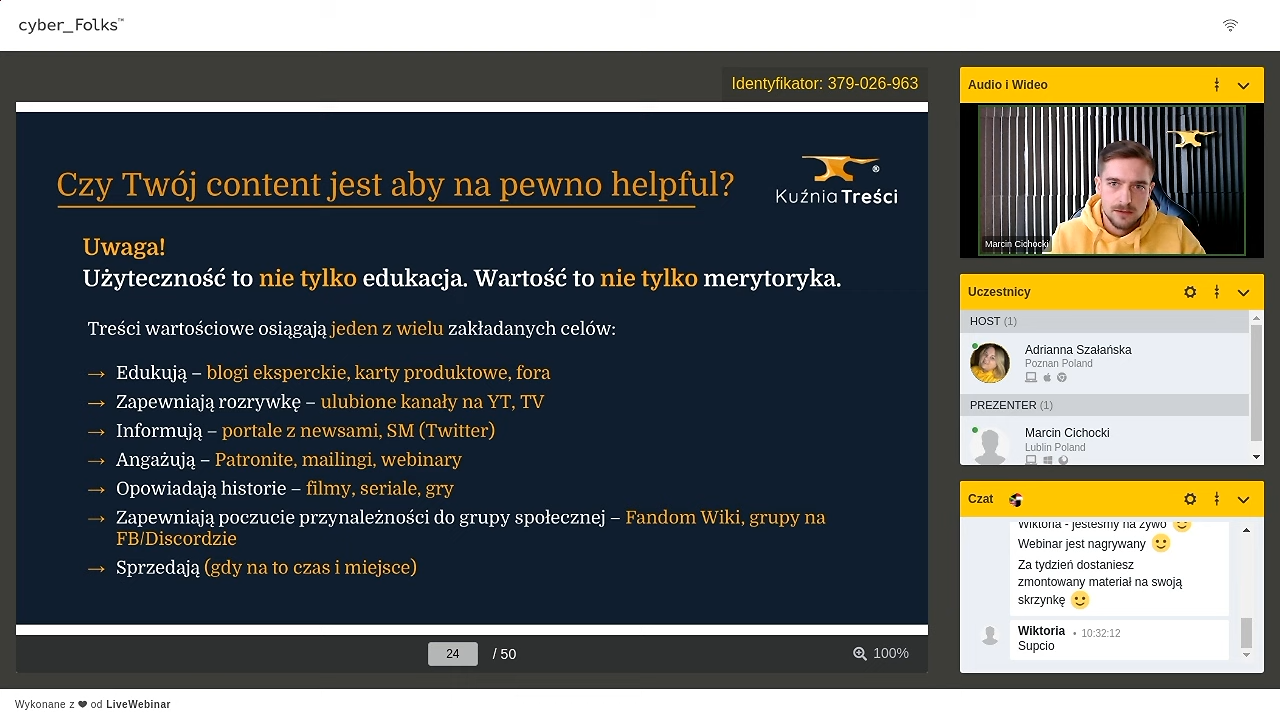 cyber_Folks™
Identyfikator: 379-026-963
Czy Twój content jest aby na pewno helpful?
Kuźnia Treści
®
Uwaga!
Użyteczność to nie tylko edukacja. Wartość to nie tylko merytoryka.
Treści wartościowe osiągają jeden z wielu zakładanych celów:
→ Edukują – blogi eksperckie, karty produktowe, fora
→ Zapewniają rozrywkę – ulubione kanały na YT, TV
→ Informują – portale z newsami, SM (Twitter)
→ Angażują – Patronite, mailingi, webinary
→ Opowiadają historie – filmy, seriale, gry
→ Zapewniają poczucie przynależności do grupy społecznej – Fandom Wiki, grupy na
FB/Discordzie
→ Sprzedają (gdy na to czas i miejsce)
24 / 50
100%
Audio i Wideo
Marcin Cichocki
Uczestnicy
HOST (1)
Adrianna Szałańska
Poznan Poland
PREZENTER (1)
Marcin Cichocki
Lublin Poland
Czat
Wiktoria - jesteśmy na żywo 🙂
Webinar jest nagrywany 🙂
Za tydzień dostaniesz
zmontowany materiał na swoją
skrzynkę 🙂
Wiktoria • 10:32:12
Supcio
Wykonane z ❤ od LiveWebinar